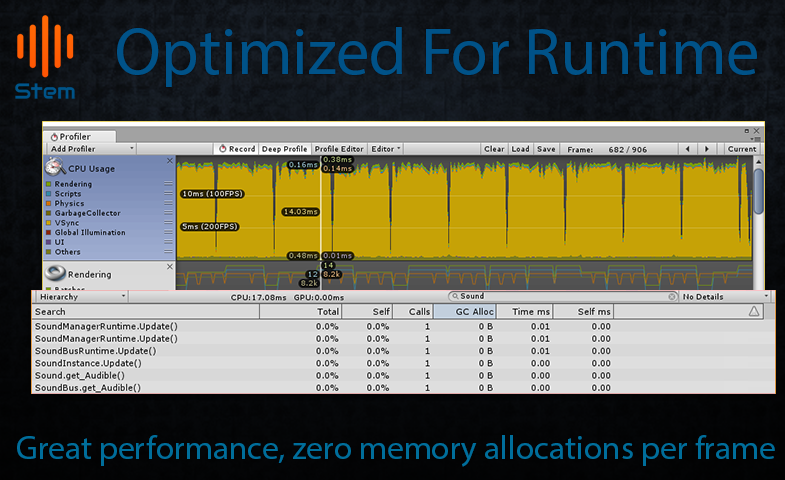 Optimized For Runtime
Stem
Profiler
Add Profiler Record Deep Profile Profile Editor Editor Clear Load Save Frame: 682 / 906 Current
CPU Usage
Rendering
Scripts
Physics
GarbageCollector
VSync
Global Illumination
UI
Others
0.16ms
0.38ms
0.14ms
10ms (100FPS)
14.03ms
5ms (200FPS)
0.48ms
0.01ms
Rendering
14
12
8.2k
8.2k
Hierarchy CPU:17.08ms GPU:0.00ms Sound No Details
Search Total Self Calls GC Alloc Time ms Self ms
SoundManagerRuntime.Update() 0.0% 0.0% 1 0 B 0.01 0.00
SoundManagerRuntime.Update() 0.0% 0.0% 1 0 B 0.01 0.00
SoundBusRuntime.Update() 0.0% 0.0% 1 0 B 0.01 0.00
SoundInstance.Update() 0.0% 0.0% 1 0 B 0.00 0.00
Sound.get_Audible() 0.0% 0.0% 1 0 B 0.00 0.00
SoundBus.get_Audible() 0.0% 0.0% 1 0 B 0.00 0.00
Great performance, zero memory allocations per frame